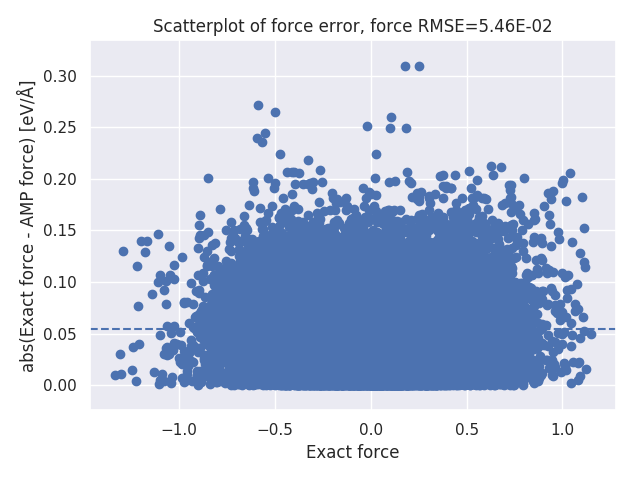 Scatterplot of force error, force RMSE=5.46E-02
abs(Exact force - AMP force) [eV/Å]
0.30
0.25
0.20
0.15
0.10
0.05
0.00
−1.0 −0.5 0.0 0.5 1.0
Exact force